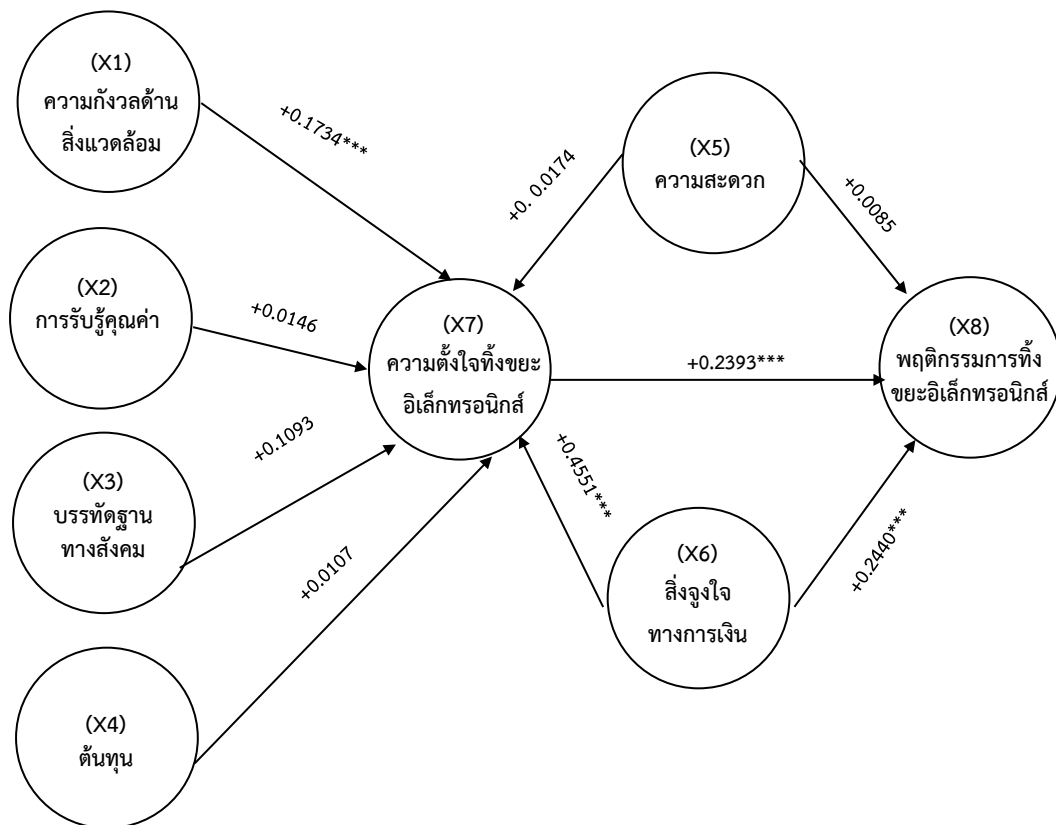 (X1)
ความกังวลด้าน
สิ่งแวดล้อม
+0.1734***
(X5)
ความสะดวก
+0. 0.0174
+0.0085
(X2)
การรับรู้คุณค่า
+0.0146
(X7)
ความตั้งใจทิ้งขยะ
อิเล็กทรอนิกส์
+0.2393***
(X8)
พฤติกรรมการทิ้ง
ขยะอิเล็กทรอนิกส์
(X3)
บรรทัดฐาน
ทางสังคม
+0.1093
+0.4551***
(X6)
สิ่งจูงใจ
ทางการเงิน
+0.2440***
+0.0107
(X4)
ต้นทุน